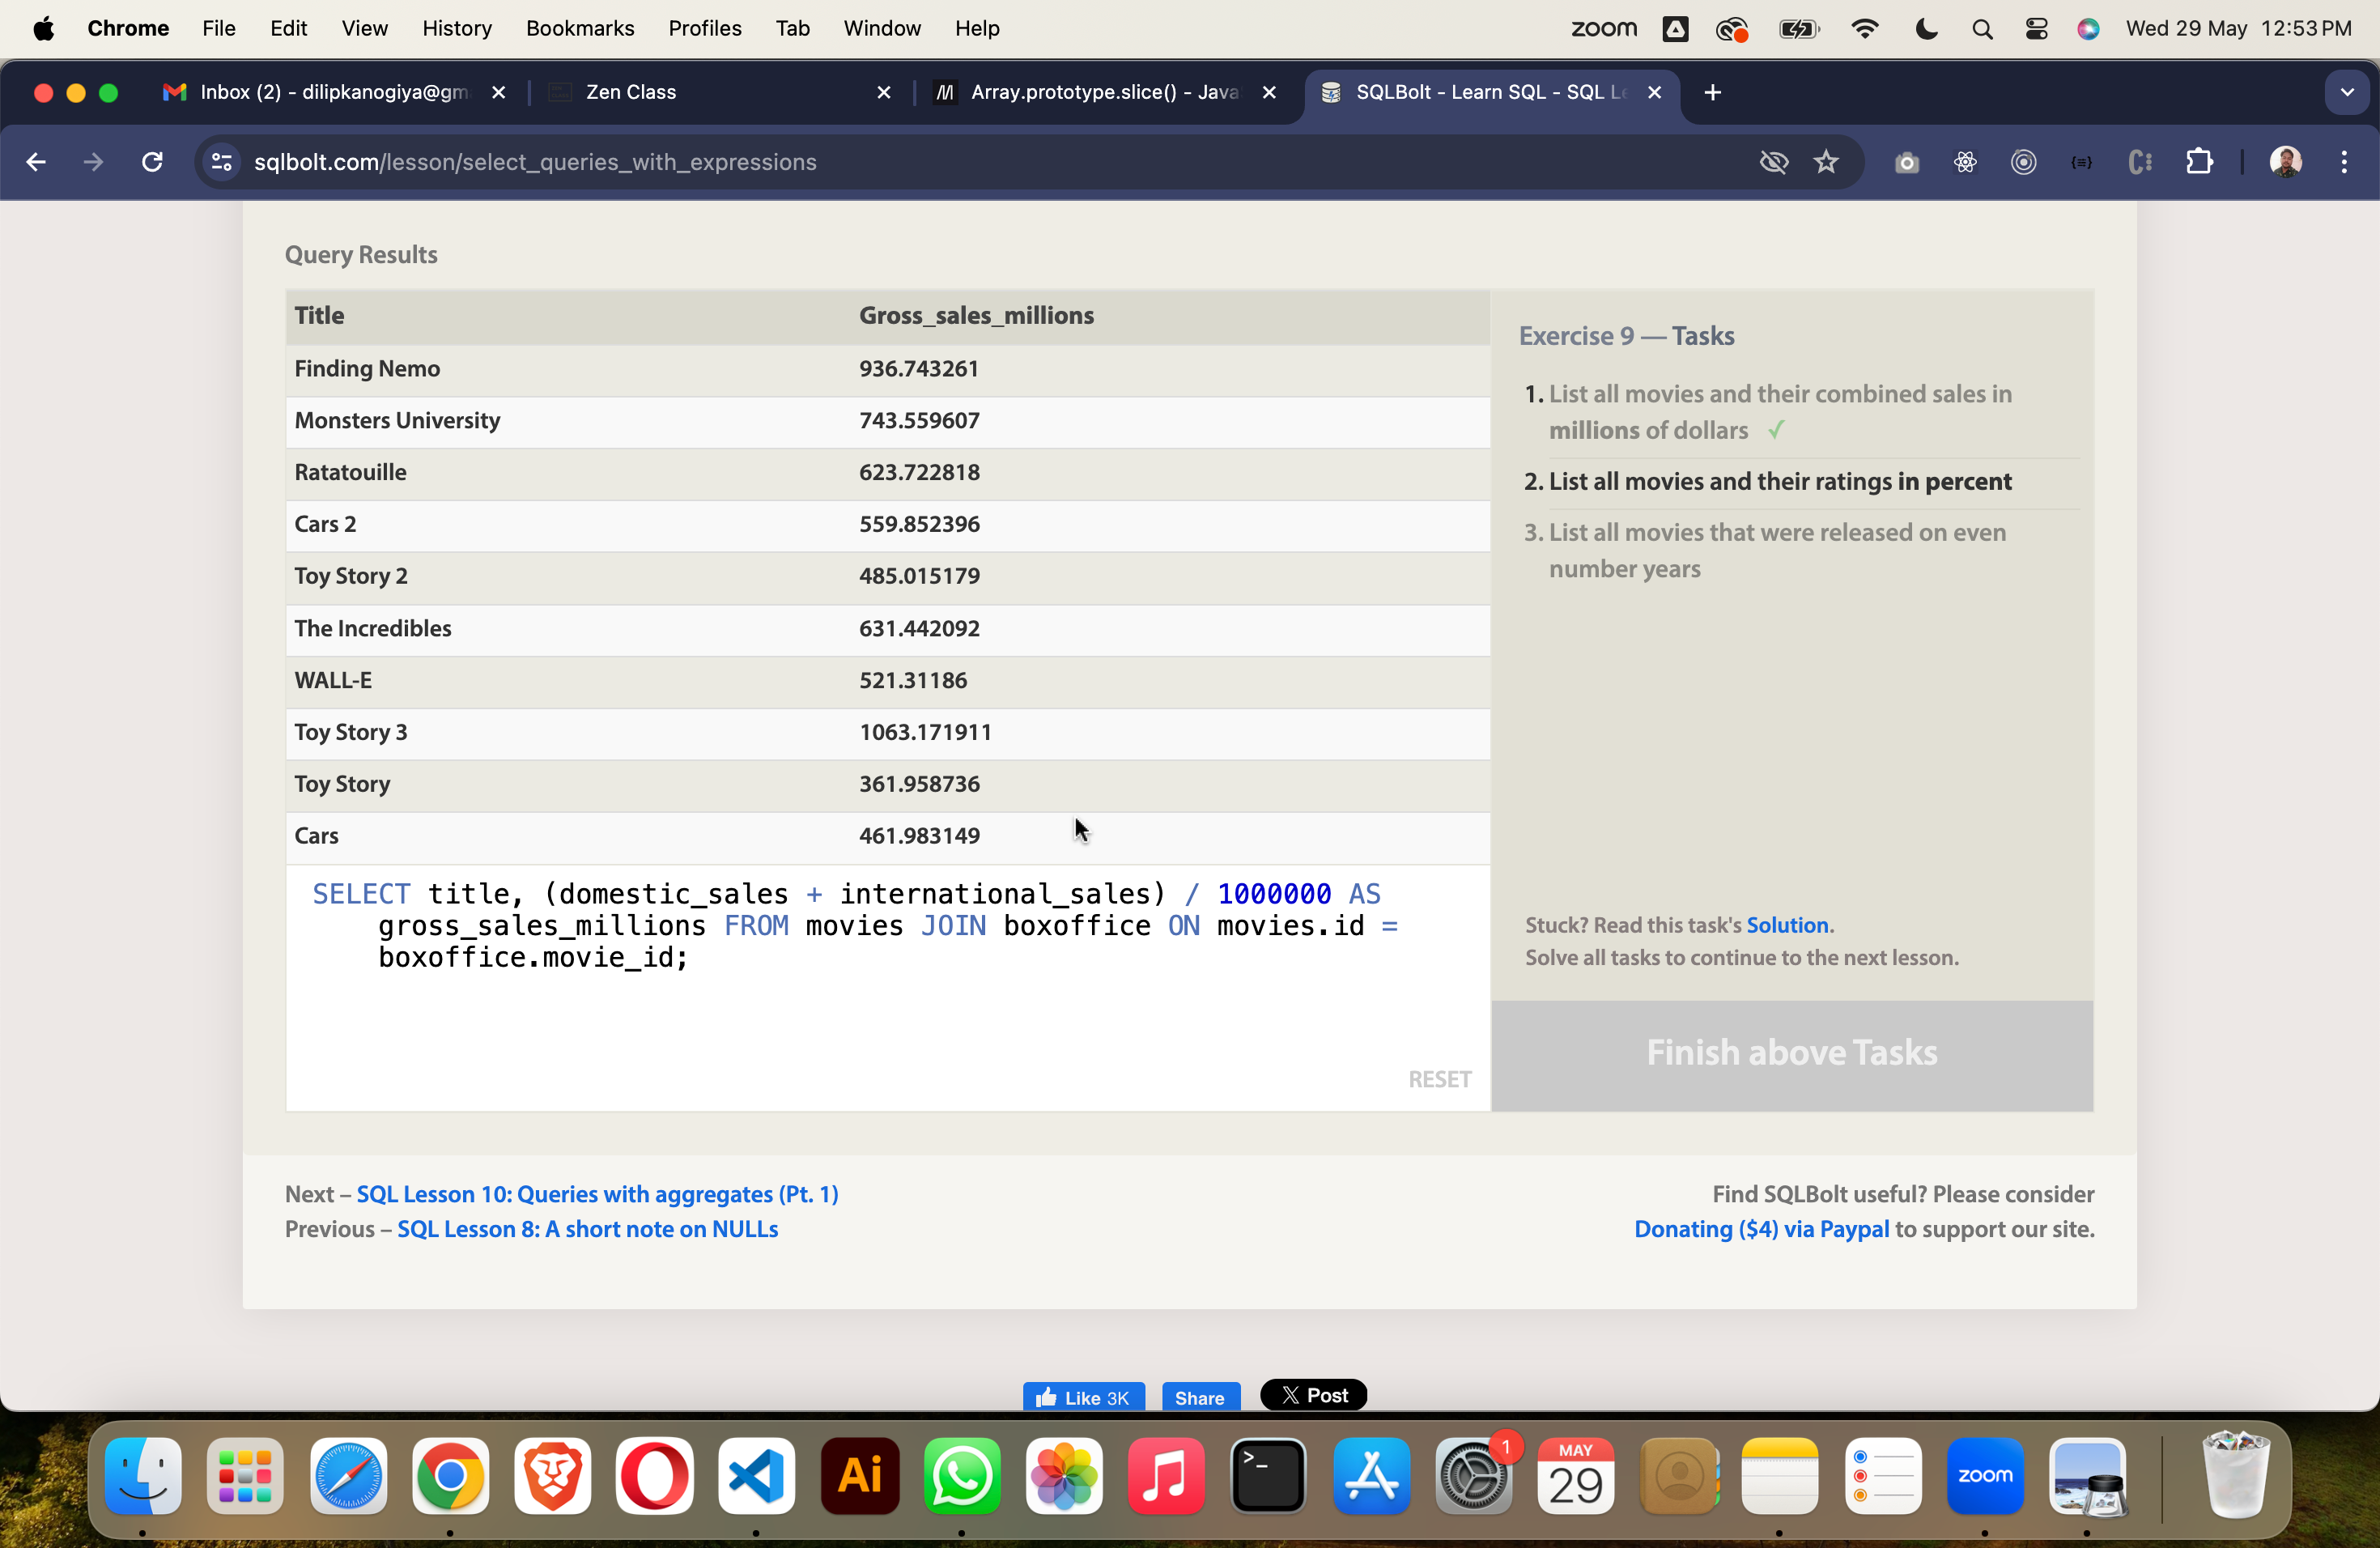 Chrome File Edit View History Bookmarks Profiles Tab Window Help
zoom Wed 29 May 12:53 PM
Inbox (2) - dilipkanogiya@gm
Zen Class
Array.prototype.slice() - Java
SQLBolt - Learn SQL - SQL Le
sqlbolt.com/lesson/select_queries_with_expressions
Query Results
Title Gross_sales_millions
Finding Nemo 936.743261
Monsters University 743.559607
Ratatouille 623.722818
Cars 2 559.852396
Toy Story 2 485.015179
The Incredibles 631.442092
WALL-E 521.31186
Toy Story 3 1063.171911
Toy Story 361.958736
Cars 461.983149
SELECT title, (domestic_sales + international_sales) / 1000000 AS
gross_sales_millions FROM movies JOIN boxoffice ON movies.id =
boxoffice.movie_id;
RESET
Exercise 9 — Tasks
1. List all movies and their combined sales in
millions of dollars ✓
2. List all movies and their ratings in percent
3. List all movies that were released on even
number years
Stuck? Read this task's Solution.
Solve all tasks to continue to the next lesson.
Finish above Tasks
Next – SQL Lesson 10: Queries with aggregates (Pt. 1)
Previous – SQL Lesson 8: A short note on NULLs
Find SQLBolt useful? Please consider
Donating ($4) via Paypal to support our site.
Like 3K
Share
X Post
Ai
>_
1
MAY
29
zoom